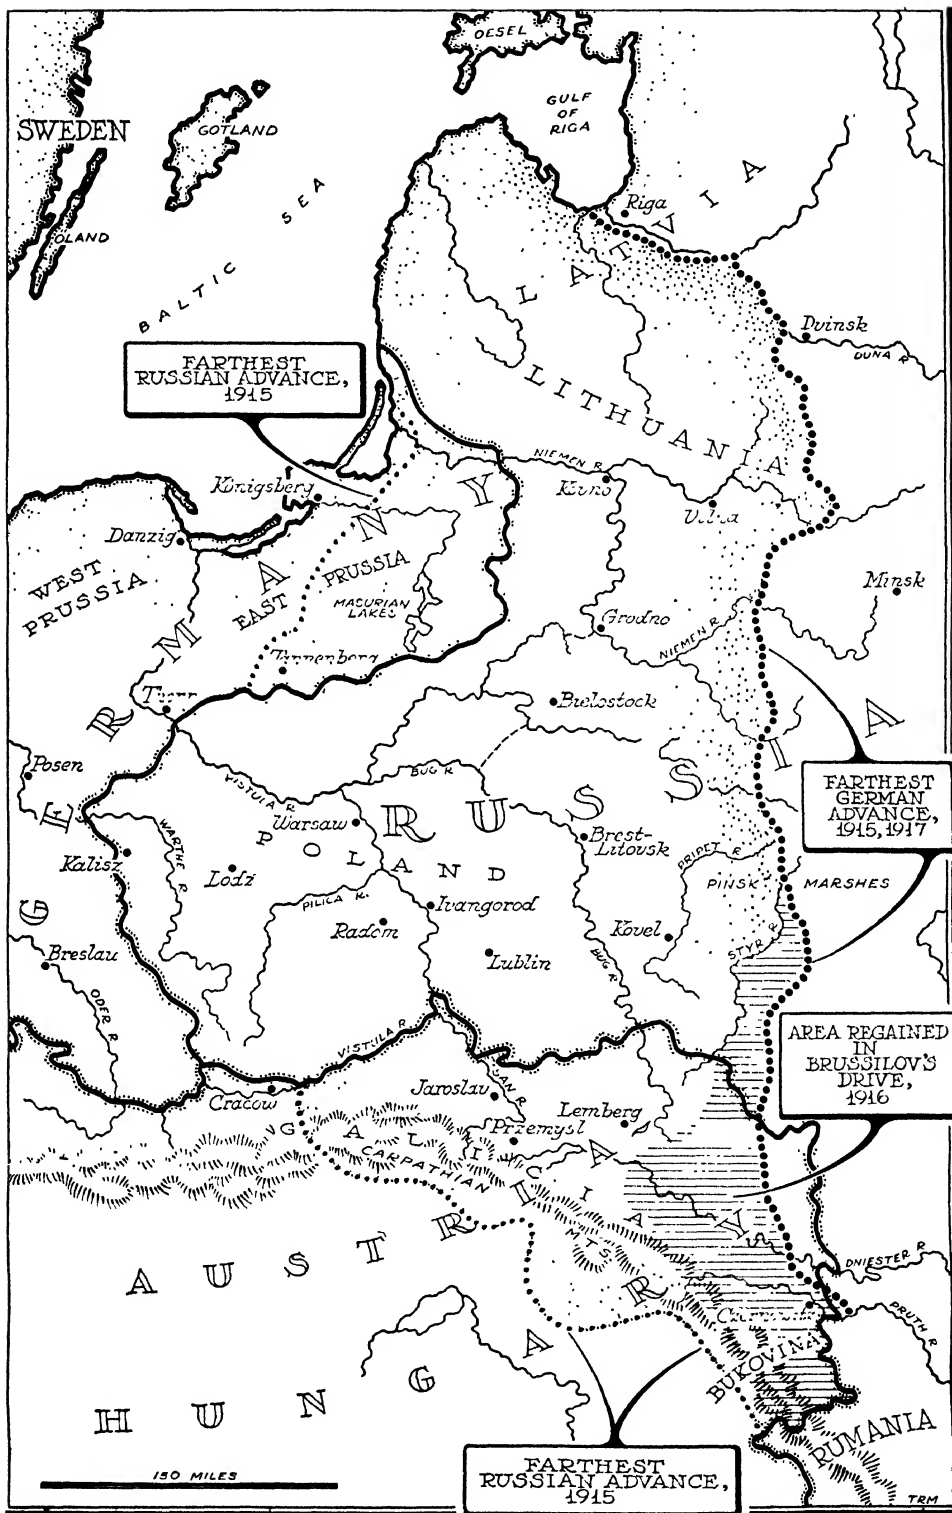 OESEL
GULF
OF
RIGA
SWEDEN
GOTLAND
OLAND
BALTIC SEA
Riga
LATVIA
Dvinsk
DUNA R
FARTHEST
RUSSIAN ADVANCE,
1915
LITHUANIA
NIEMEN R
Königsberg
Kovno
Vilna
Danzig
WEST
PRUSSIA
EAST PRUSSIA
MASURIAN
LAKES
Minsk
Grodno
NIEMEN R
Tannenberg
Thorn
Bielostock
GERMANY
Posen
VISTULA R
BUG R
RUSSIA
FARTHEST
GERMAN
ADVANCE,
1915, 1917
Warsaw
POLAND
Brest-
Litovsk
WARTHE R
Kalisz
Lodz
PRIPET R
PINSK MARSHES
PILICA R.
Ivangorod
Radom
Kovel
STYR R
Breslau
Lublin
BUG R
ODER R
VISTULA R
AREA REGAINED
IN
BRUSSILOV'S
DRIVE,
1916
SAN R
Cracow
Jaroslav
Lemberg
Przemysl
GALICIA
CARPATHIAN
MTS
AUSTRIA
DNIESTER R
PRUTH R
BUKOVINA
HUNGARY
RUMANIA
FARTHEST
RUSSIAN ADVANCE,
1915
150 MILES
TRM